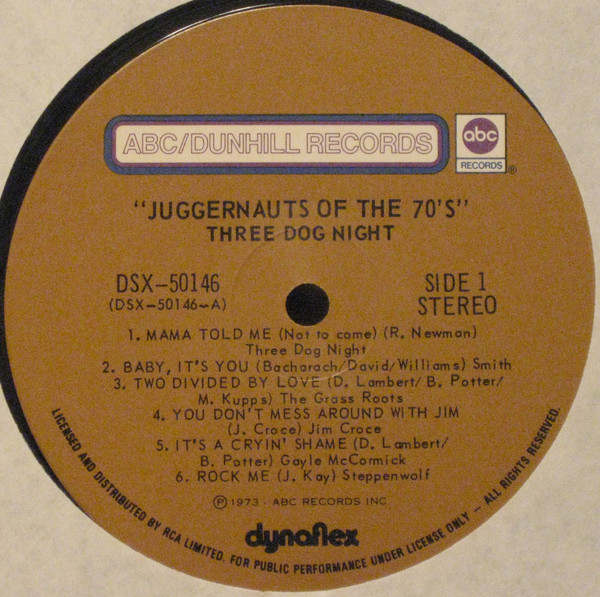 ABC/DUNHILL RECORDS
abc
RECORDS
®
"JUGGERNAUTS OF THE 70'S"
THREE DOG NIGHT
DSX-50146
(DSX-50146-A)
SIDE 1
STEREO
1. MAMA TOLD ME (Not to come) (R. Newman)
Three Dog Night
2. BABY, IT'S YOU (Bacharach/David/Williams) Smith
3. TWO DIVIDED BY LOVE (D. Lambert/B. Potter/
M. Kupps) The Grass Roots
4. YOU DON'T MESS AROUND WITH JIM
(J. Croce) Jim Croce
5. IT'S A CRYIN' SHAME (D. Lambert/
B. Potter) Gayle McCormick
6. ROCK ME (J. Kay) Steppenwolf
Ⓟ1973 - ABC RECORDS INC
dynaflex
LICENSED AND DISTRIBUTED BY RCA LIMITED. FOR PUBLIC PERFORMANCE UNDER LICENSE ONLY - ALL RIGHTS RESERVED.